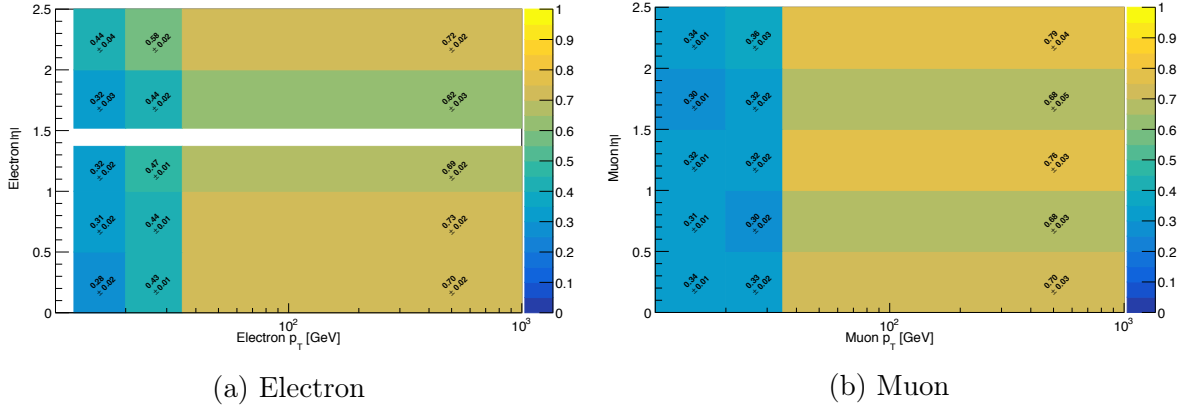 2.5
2
1.5
1
0.5
0
Electron |η|
0.44 ± 0.04
0.58 ± 0.02
0.72 ± 0.02
0.32 ± 0.03
0.44 ± 0.02
0.62 ± 0.03
0.32 ± 0.02
0.47 ± 0.01
0.69 ± 0.02
0.31 ± 0.02
0.44 ± 0.01
0.73 ± 0.02
0.28 ± 0.02
0.43 ± 0.01
0.70 ± 0.02
10²
10³
Electron p_T [GeV]
1
0.9
0.8
0.7
0.6
0.5
0.4
0.3
0.2
0.1
0
(a) Electron
2.5
2
1.5
1
0.5
0
Muon |η|
0.34 ± 0.01
0.36 ± 0.03
0.79 ± 0.04
0.30 ± 0.01
0.32 ± 0.02
0.68 ± 0.05
0.32 ± 0.01
0.32 ± 0.02
0.76 ± 0.03
0.31 ± 0.01
0.30 ± 0.02
0.68 ± 0.03
0.34 ± 0.01
0.33 ± 0.02
0.70 ± 0.03
10²
10³
Muon p_T [GeV]
1
0.9
0.8
0.7
0.6
0.5
0.4
0.3
0.2
0.1
0
(b) Muon